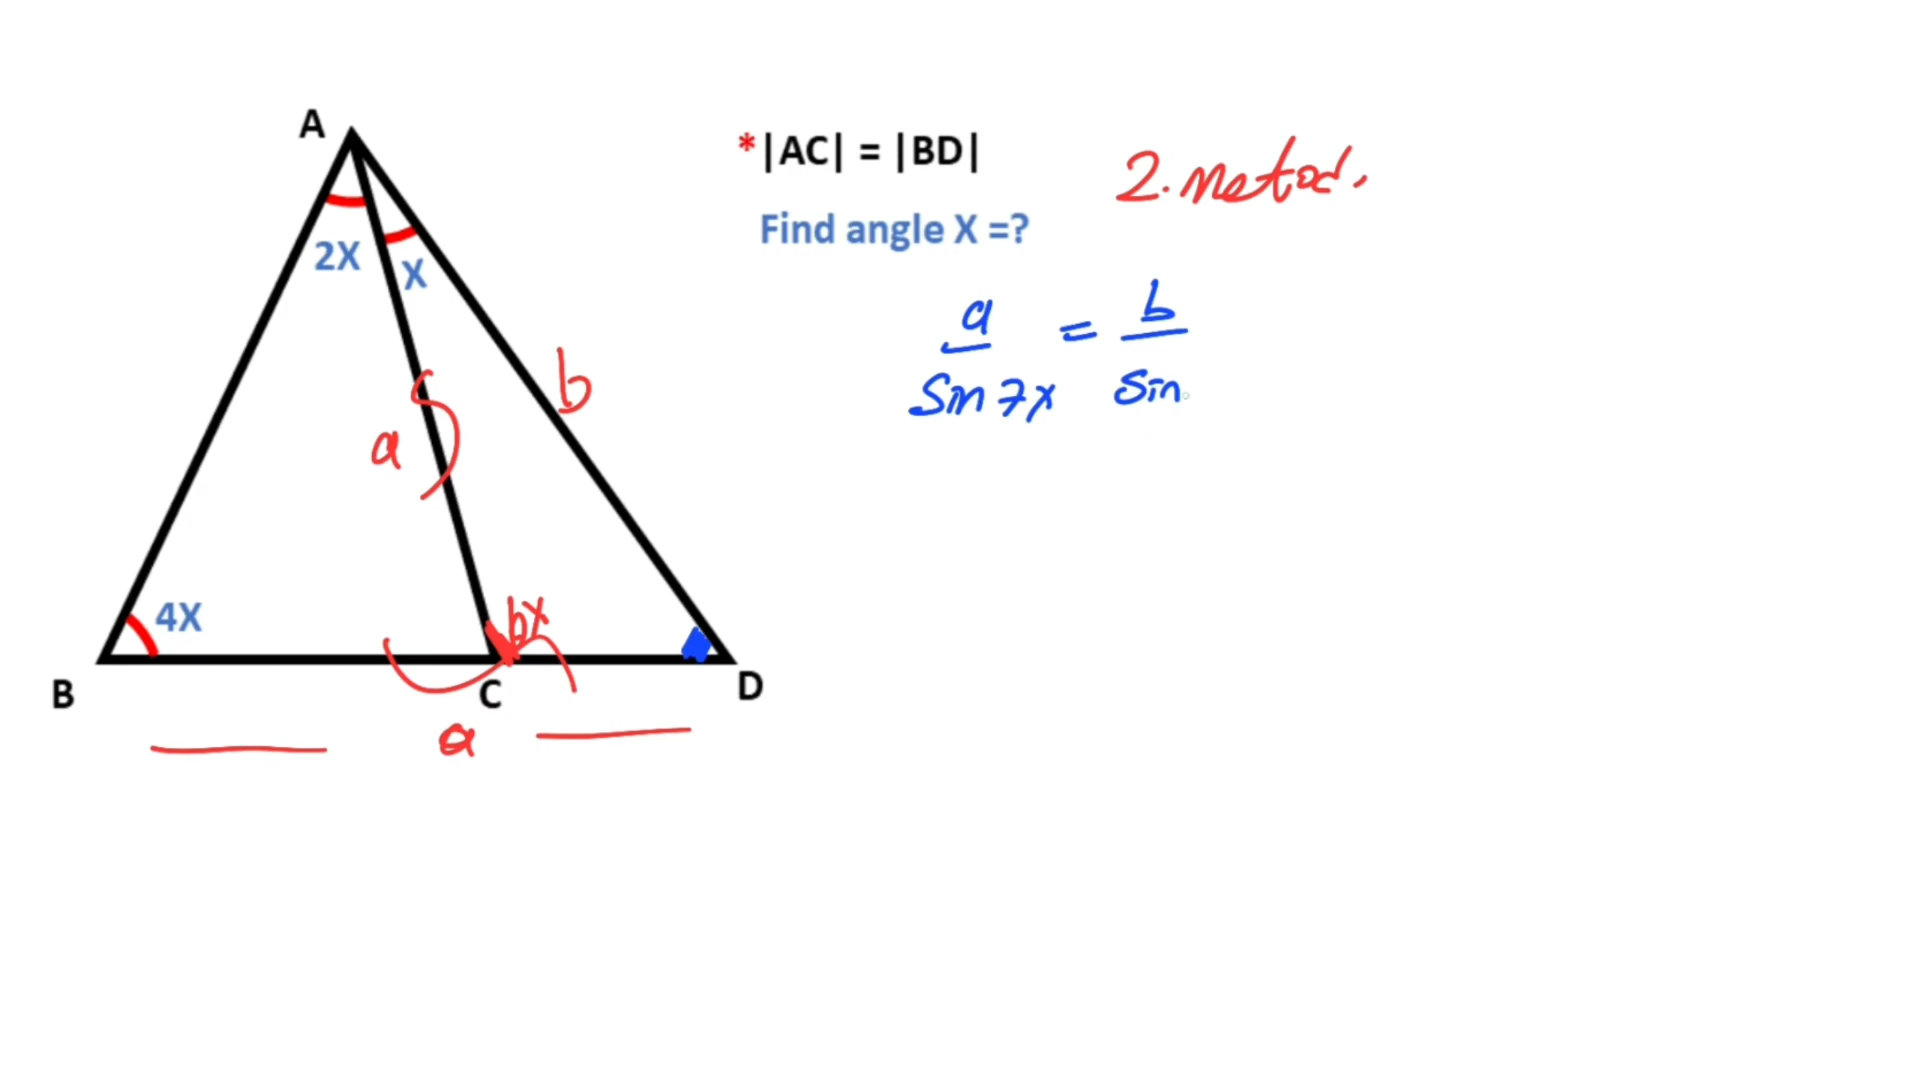 A
*|AC| = |BD|
2. metod.
Find angle X =?
2X
X
a = b
sin 7x sin
b
a
4X
6x
B
C
D
a